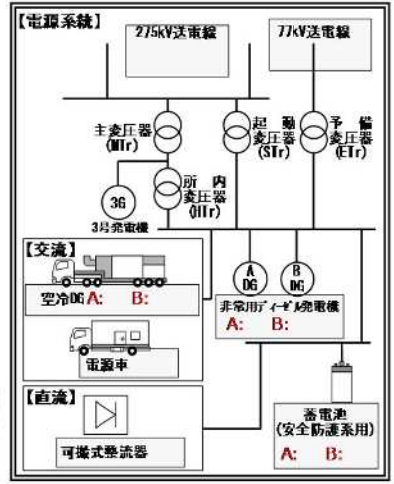 【電源系統】
275kV送電線
77kV送電線
主変圧器
(MTr)
起動
変圧器
(STr)
予備
変圧器
(ETr)
所内
変圧器
(HTr)
3G
3号発電機
【交流】
空冷DG A: B:
電源車
A
DG
B
DG
非常用ディーゼル発電機
A: B:
【直流】
可搬式整流器
蓄電池
(安全防護系用)
A: B: